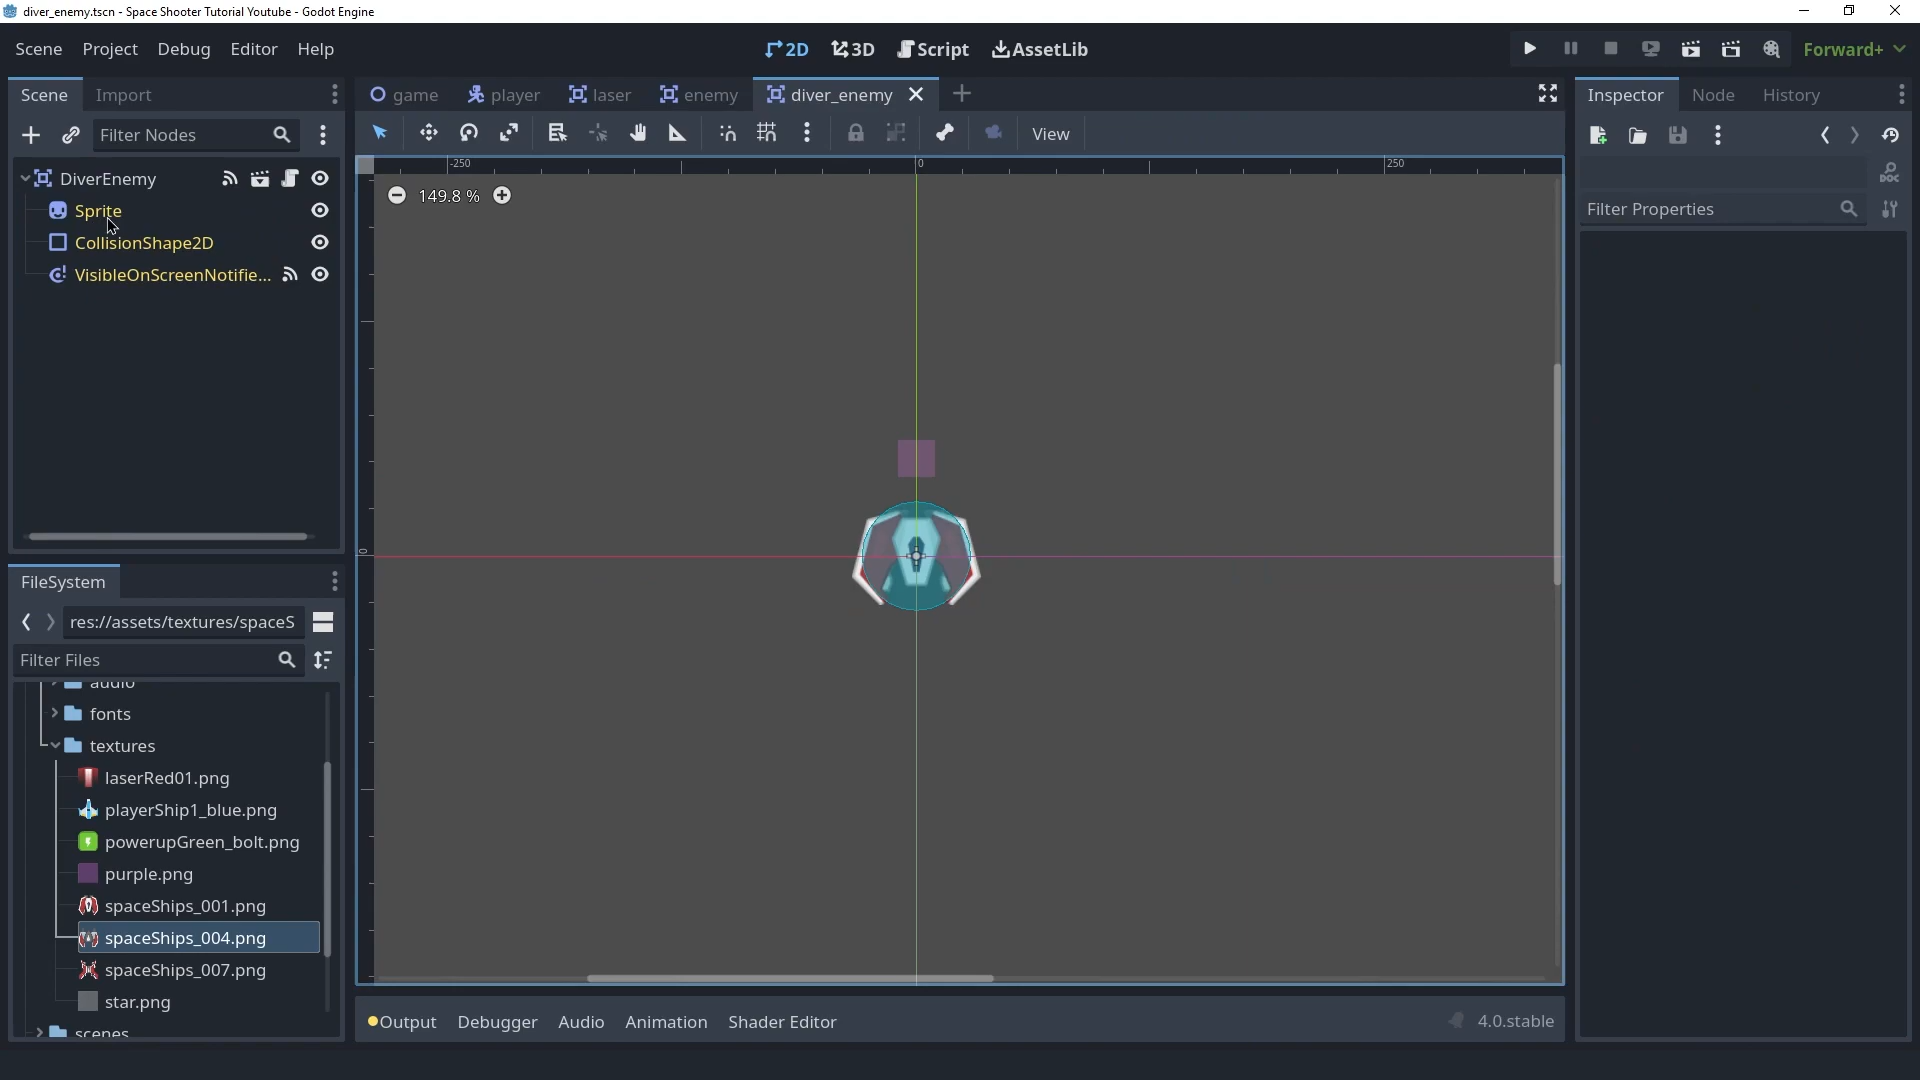 diver_enemy.tscn - Space Shooter Tutorial Youtube - Godot Engine
Scene Project Debug Editor Help
2D 3D Script AssetLib
Forward+
Scene Import
game player laser enemy diver_enemy
Inspector Node History
Filter Nodes
View
DiverEnemy
Sprite
CollisionShape2D
VisibleOnScreenNotifie...
-250 0 250
149.8 %
0
Filter Properties
DOC
FileSystem
res://assets/textures/spaceS
Filter Files
audio
fonts
textures
laserRed01.png
playerShip1_blue.png
powerupGreen_bolt.png
purple.png
spaceShips_001.png
spaceShips_004.png
spaceShips_007.png
star.png
scenes
Output Debugger Audio Animation Shader Editor
4.0.stable